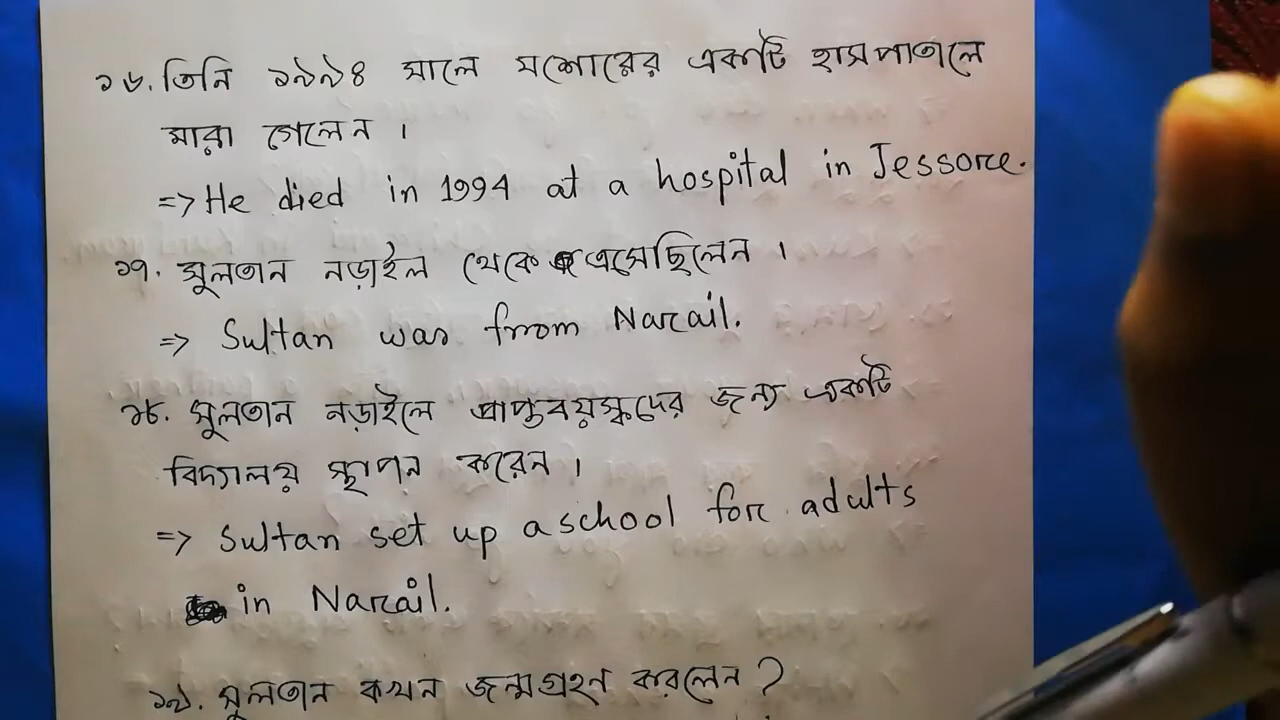 ১৬. তিনি ১৯৯৪ সালে যশোরের একটি হাসপাতালে
মারা গেলেন ।
=> He died in 1994 at a hospital in Jessore.
১৭. সুলতান নড়াইল থেকে এসেছিলেন ।
=> Sultan was from Narail.
১৮. সুলতান নড়াইলে প্রাপ্তবয়স্কদের জন্য একটি
বিদ্যালয় স্থাপন করেন ।
=> Sultan set up a school for adults
in Narail.
১৯. সুলতান কখন জন্মগ্রহণ করলেন ?